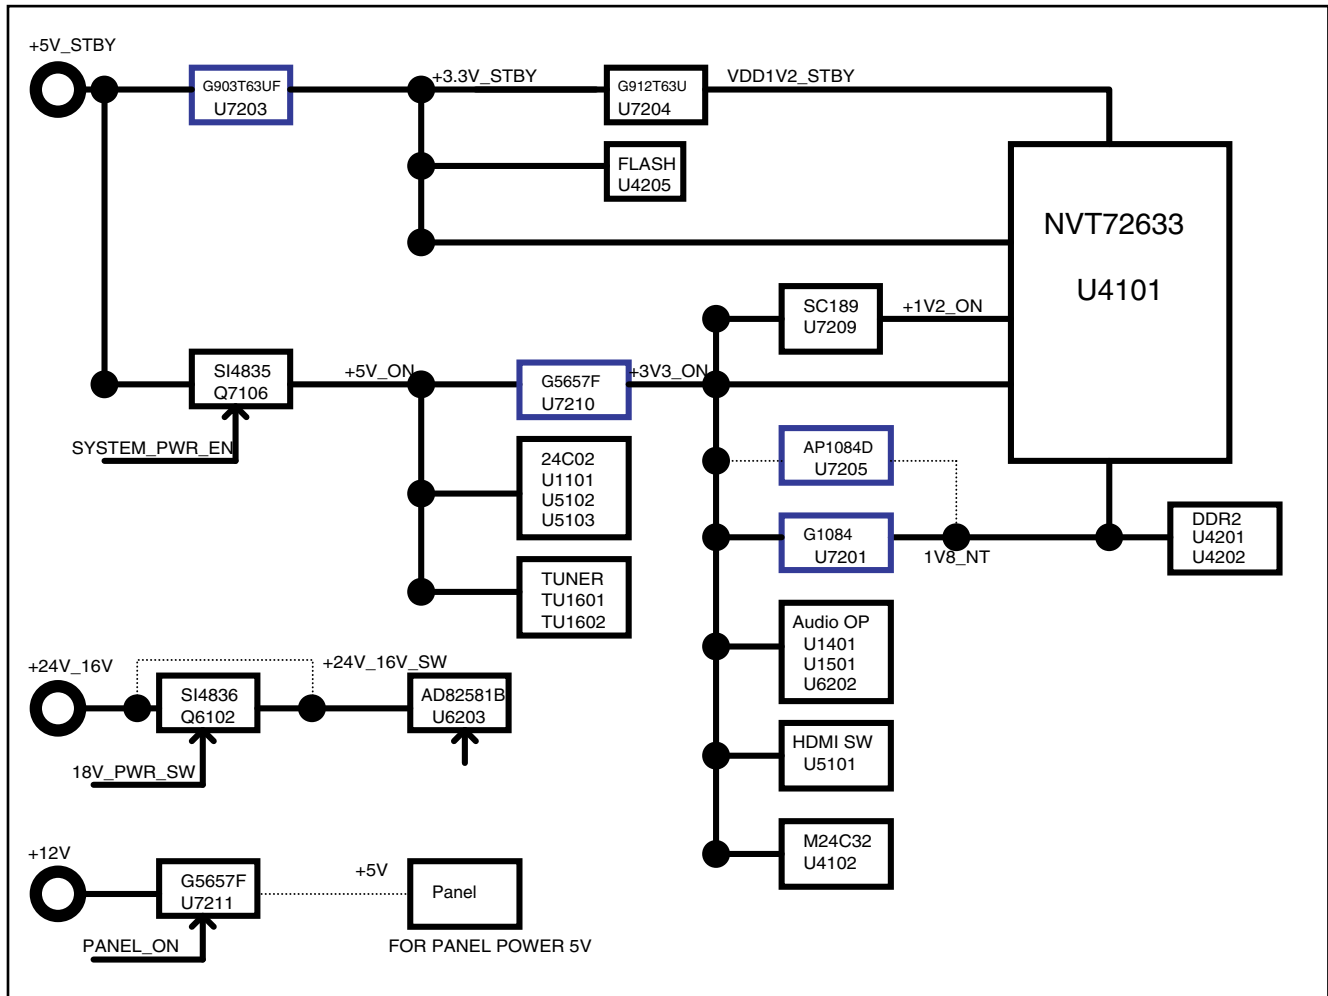 +5V_STBY
G903T63UF
U7203
+3.3V_STBY
G912T63U
U7204
VDD1V2_STBY
FLASH
U4205
NVT72633
U4101
SC189
U7209
+1V2_ON
SI4835
Q7106
+5V_ON
G5657F
U7210
+3V3_ON
SYSTEM_PWR_EN
24C02
U1101
U5102
U5103
AP1084D
U7205
G1084
U7201
1V8_NT
DDR2
U4201
U4202
TUNER
TU1601
TU1602
Audio OP
U1401
U1501
U6202
+24V_16V
SI4836
Q6102
+24V_16V_SW
AD82581B
U6203
18V_PWR_SW
HDMI SW
U5101
M24C32
U4102
+12V
G5657F
U7211
+5V
Panel
PANEL_ON
FOR PANEL POWER 5V